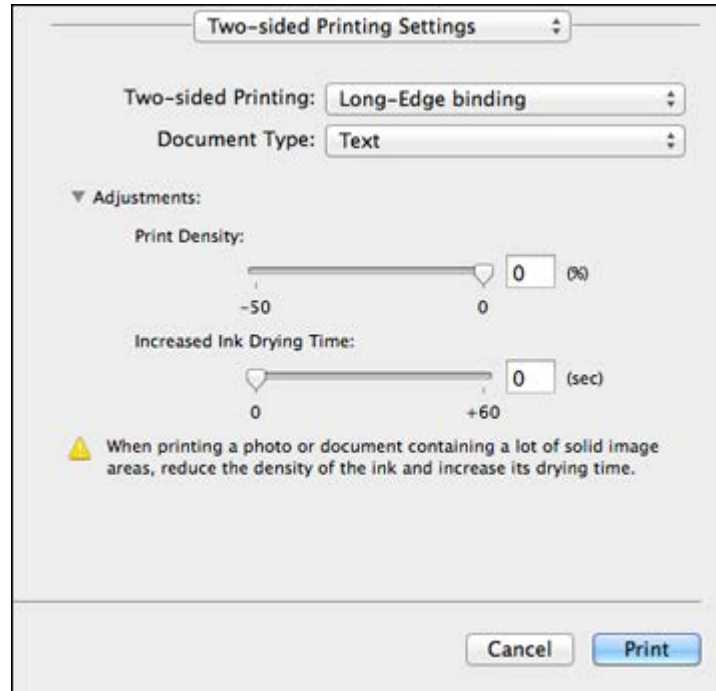 Two-sided Printing Settings
Two-sided Printing: Long-Edge binding
Document Type: Text
Adjustments:
Print Density:
0 (%)
-50 0
Increased Ink Drying Time:
0 (sec)
0 +60
When printing a photo or document containing a lot of solid image
areas, reduce the density of the ink and increase its drying time.
Cancel Print